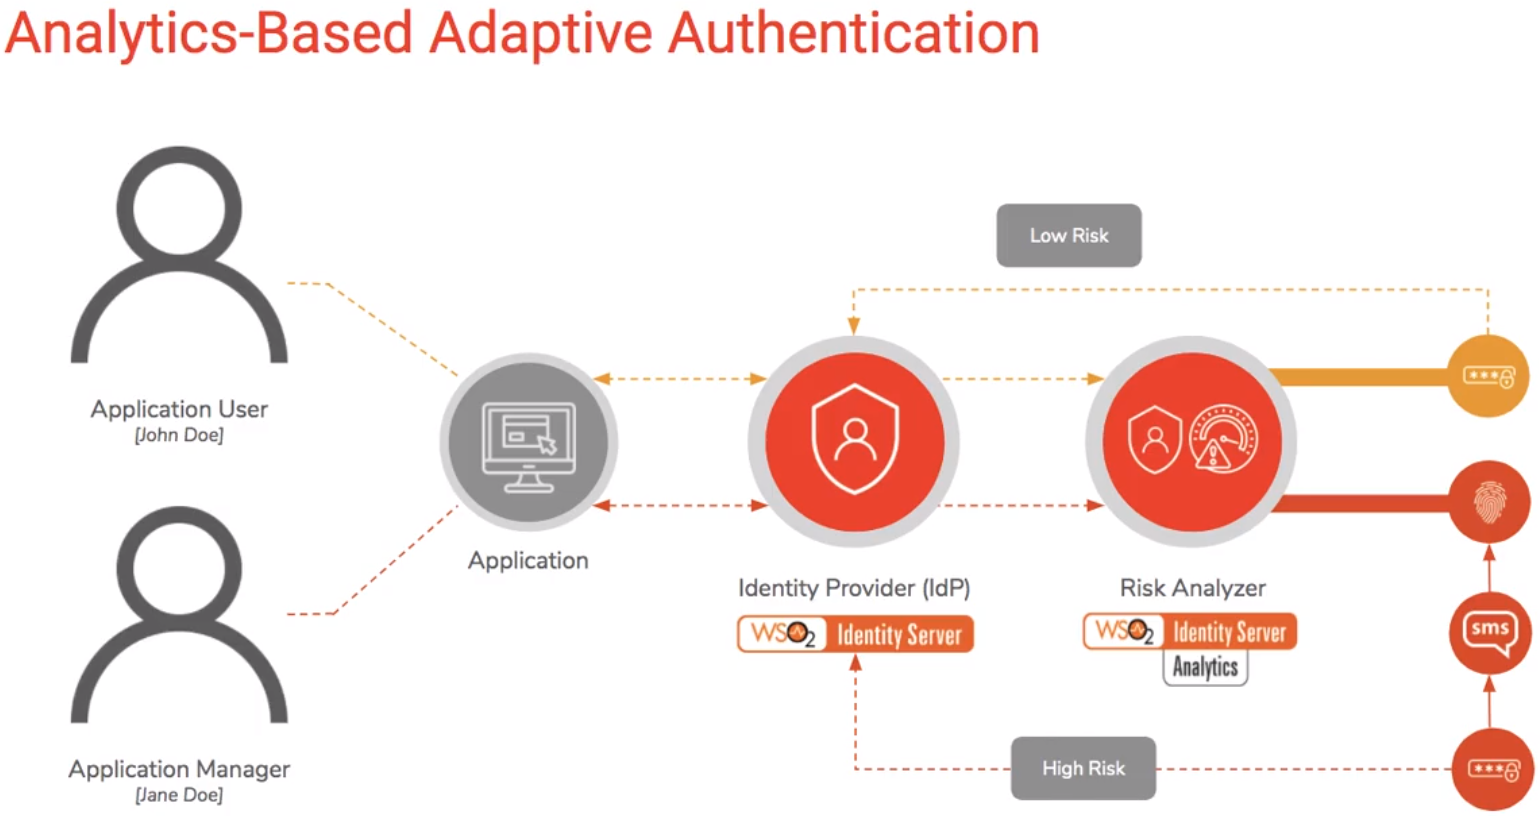 Analytics-Based Adaptive Authentication
Low Risk
***
Application User
[John Doe]
Application
Identity Provider (IdP)
WSO2 Identity Server
Risk Analyzer
WSO2 Identity Server
Analytics
sms
Application Manager
[Jane Doe]
High Risk
***